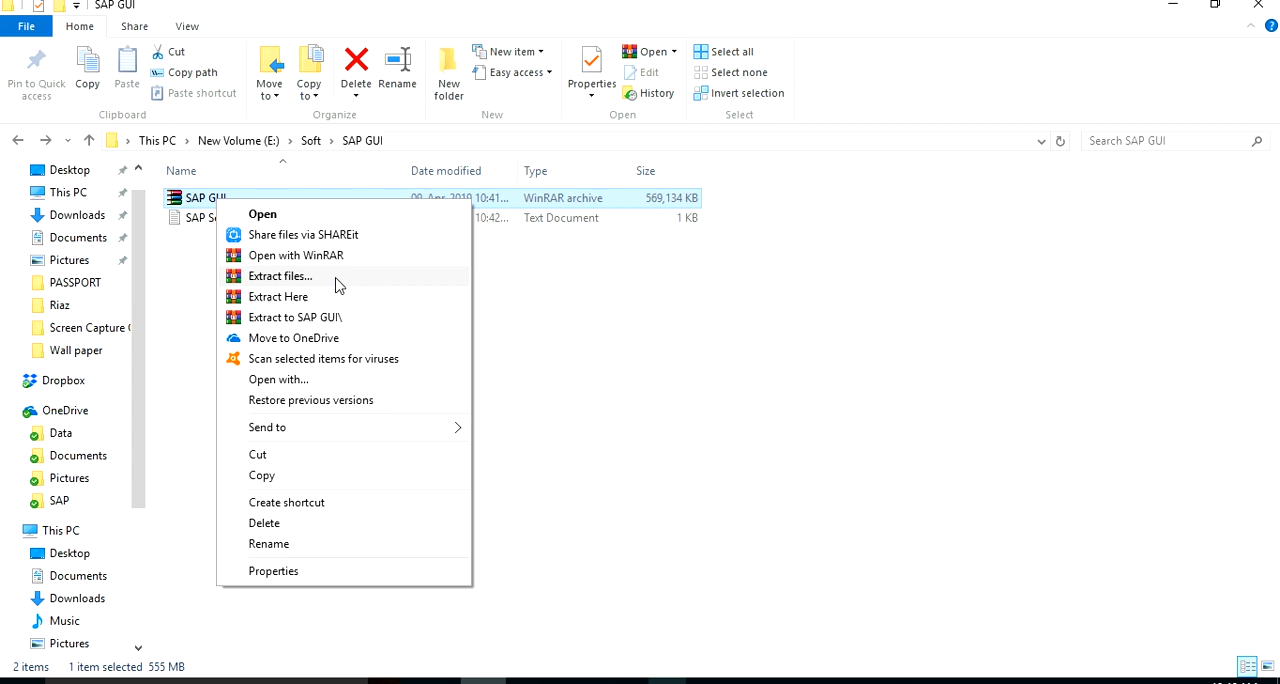 SAP GUI
File Home Share View
Pin to Quick access
Copy
Paste
Cut
Copy path
Paste shortcut
Clipboard
Move to
Copy to
Delete
Rename
Organize
New folder
New item
Easy access
New
Properties
Open
Edit
History
Open
Select all
Select none
Invert selection
Select
This PC > New Volume (E:) > Soft > SAP GUI
Search SAP GUI
Name Date modified Type Size
SAP GUI 09-Apr-2019 10:41... WinRAR archive 569,134 KB
SAP 10:42... Text Document 1 KB
Open
Share files via SHAREit
Open with WinRAR
Extract files...
Extract Here
Extract to SAP GUI\
Move to OneDrive
Scan selected items for viruses
Open with...
Restore previous versions
Send to
Cut
Copy
Create shortcut
Delete
Rename
Properties
Desktop
This PC
Downloads
Documents
Pictures
PASSPORT
Riaz
Screen Capture
Wall paper
Dropbox
OneDrive
Data
Documents
Pictures
SAP
This PC
Desktop
Documents
Downloads
Music
Pictures
2 items 1 item selected 555 MB